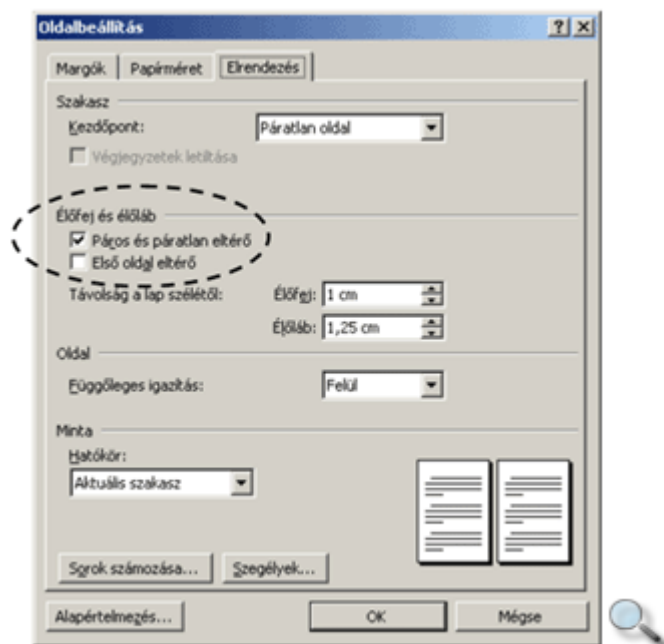 Oldalbeállítás
Margók Papírméret Elrendezés
Szakasz
Kezdőpont: Páratlan oldal
Végjegyzetek letiltása
Élőfej és élőláb
Páros és páratlan eltérő
Első oldal eltérő
Távolság a lap szélétől: Élőfej: 1 cm
Élőláb: 1,25 cm
Oldal
Függőleges igazítás: Felül
Minta
Hatókör:
Aktuális szakasz
Sorok számozása... Szegélyek...
Alapértelmezés... OK Mégse